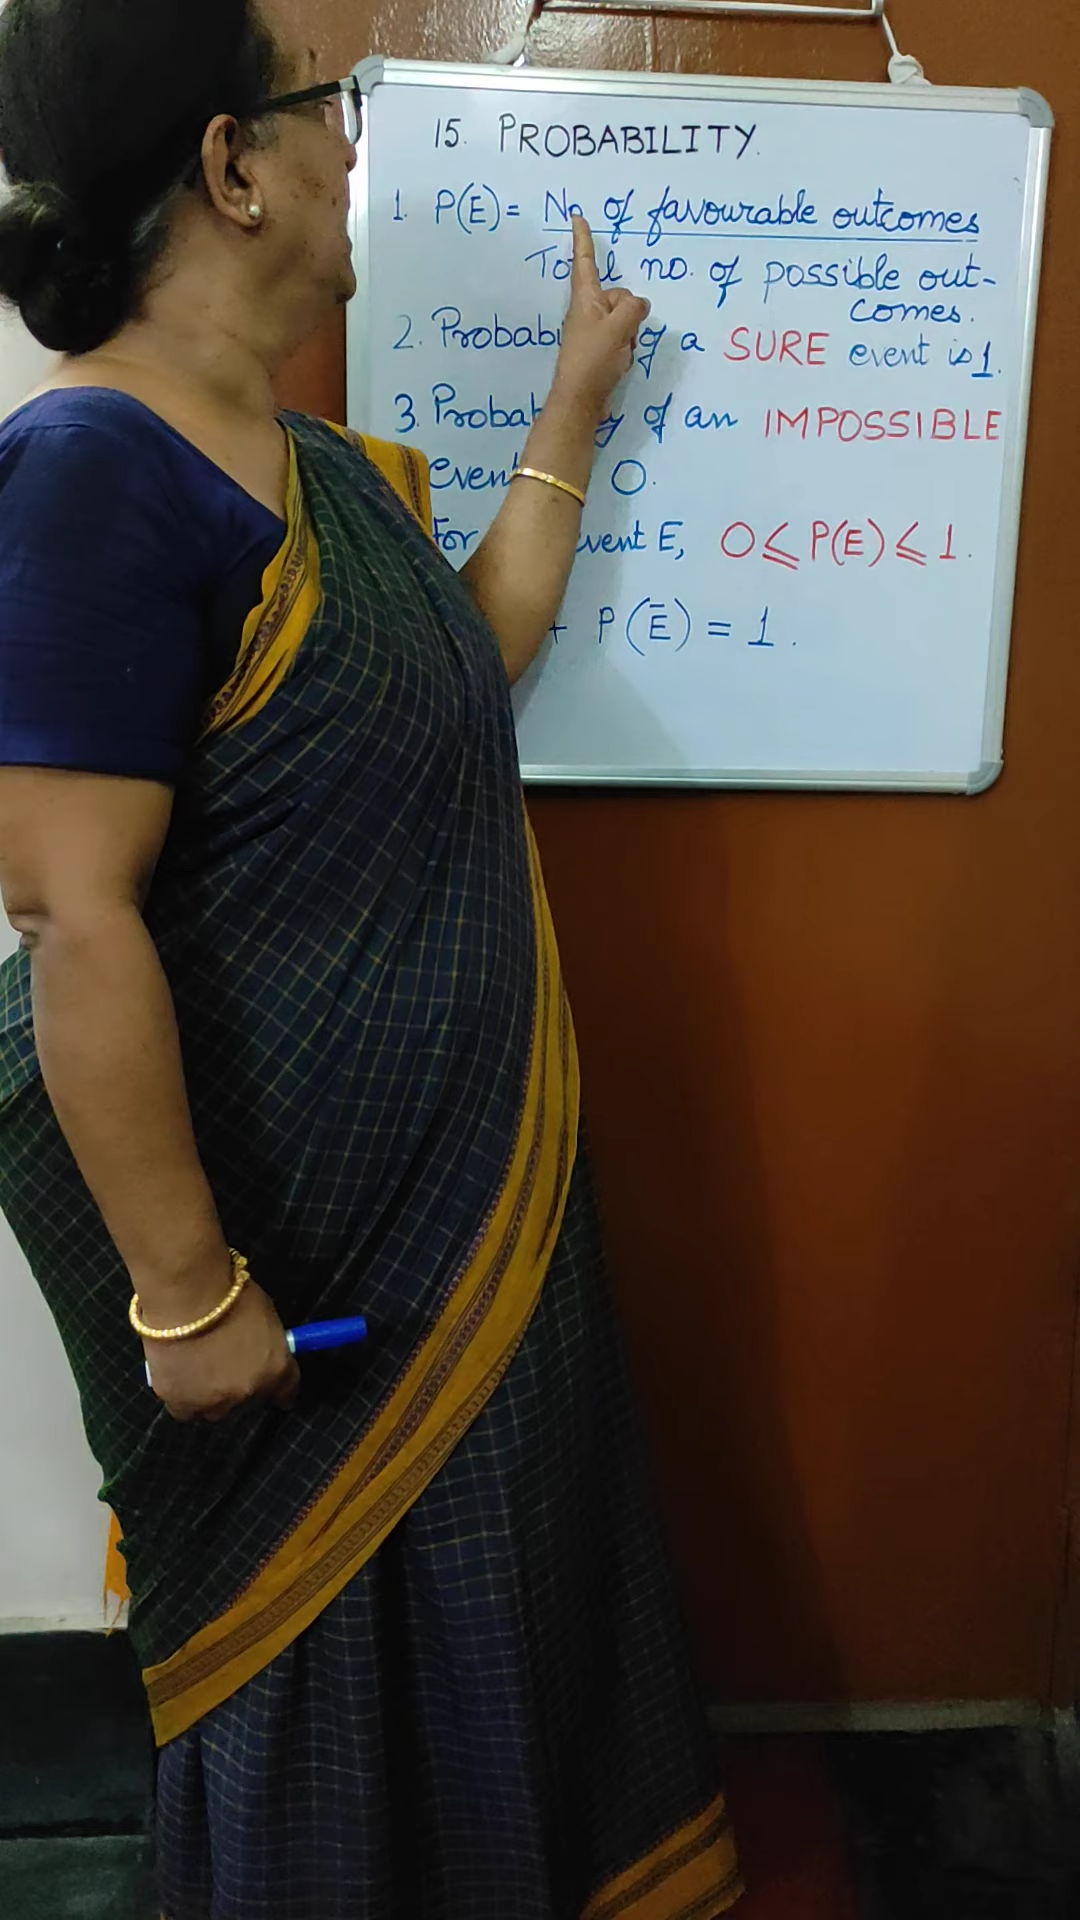 15. PROBABILITY.
1. P(E) = No of favourable outcomes
Total no. of possible out-
comes.
2. Probabi of a SURE event is 1.
3. Probab y of an IMPOSSIBLE
even 0.
For vent E, 0 ≤ P(E) ≤ 1.
+ P(Ē) = 1.